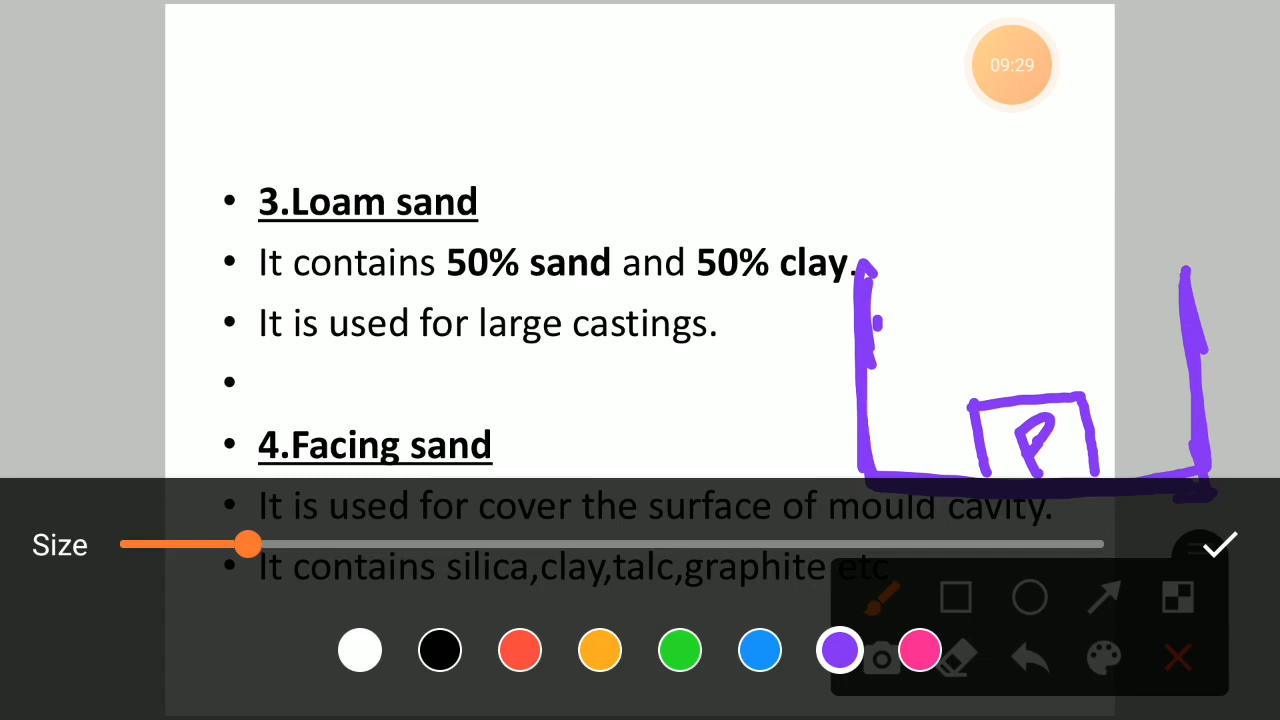 09:29
• 3.Loam sand
• It contains 50% sand and 50% clay.
• It is used for large castings.
•
• 4.Facing sand
• It is used for cover the surface of mould cavity.
• It contains silica,clay,talc,graphite etc
P
Size